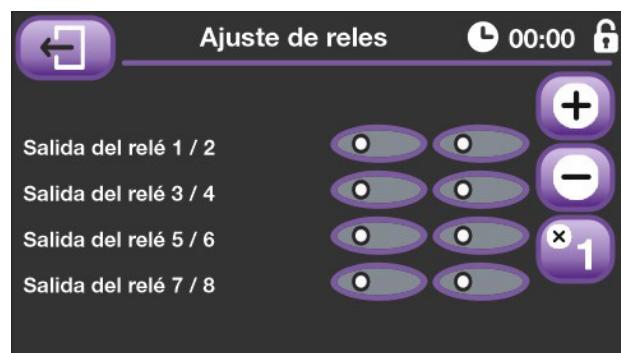 Ajuste de reles 00:00
+
Salida del relé 1 / 2
−
Salida del relé 3 / 4
Salida del relé 5 / 6
×1
Salida del relé 7 / 8